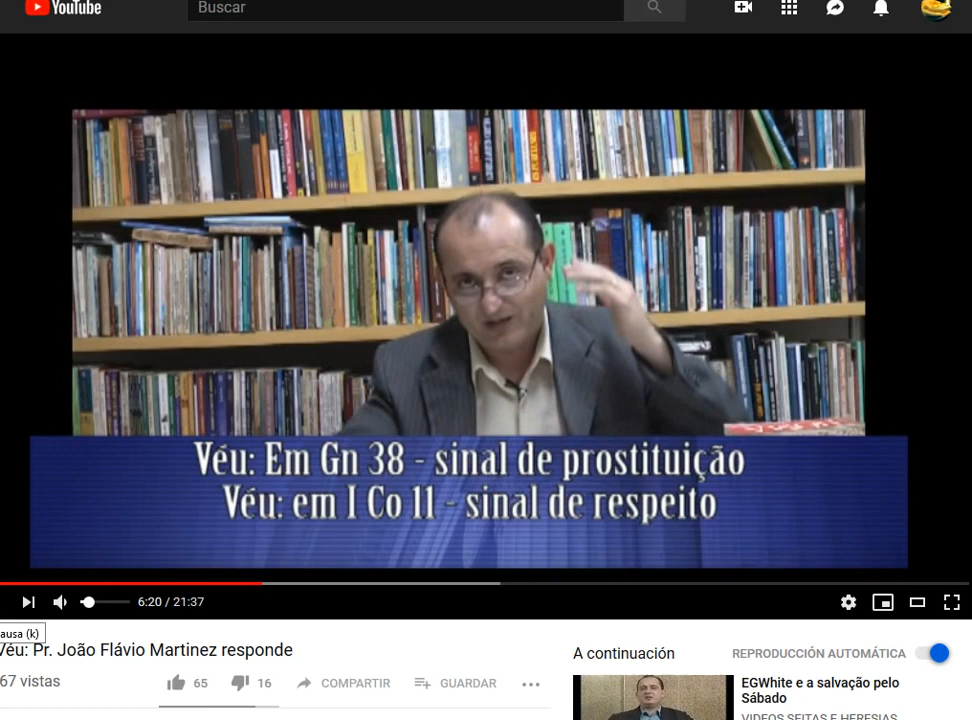 YouTube
Buscar
Véu: Em Gn 38 - sinal de prostituição
Véu: em I Co 11 - sinal de respeito
6:20 / 21:37
ausa (k)
Véu: Pr. João Flávio Martinez responde
67 vistas
65
16
COMPARTIR
GUARDAR
A continuación
REPRODUCCIÓN AUTOMÁTICA
EGWhite e a salvação pelo
Sábado
VIDEOS SEITAS E HERESIAS